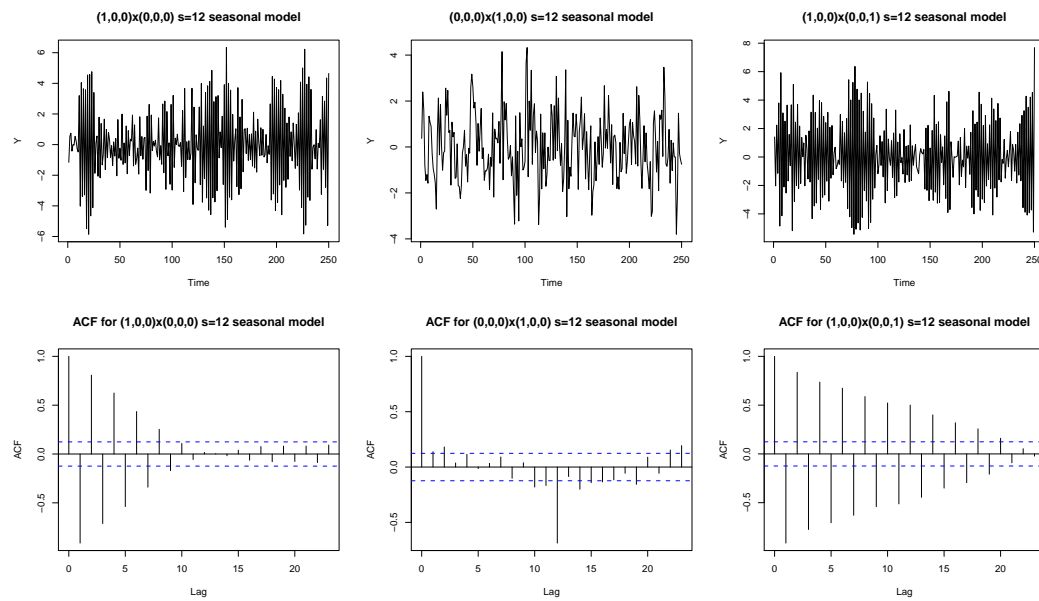 (1,0,0)x(0,0,0) s=12 seasonal model
Y
6
4
2
0
−2
−4
−6
0 50 100 150 200 250
Time
(0,0,0)x(1,0,0) s=12 seasonal model
Y
4
2
0
−2
−4
0 50 100 150 200 250
Time
(1,0,0)x(0,0,1) s=12 seasonal model
Y
8
6
4
2
0
−2
−4
0 50 100 150 200 250
Time
ACF for (1,0,0)x(0,0,0) s=12 seasonal model
ACF
1.0
0.5
0.0
−0.5
0 5 10 15 20
Lag
ACF for (0,0,0)x(1,0,0) s=12 seasonal model
ACF
1.0
0.5
0.0
−0.5
0 5 10 15 20
Lag
ACF for (1,0,0)x(0,0,1) s=12 seasonal model
ACF
1.0
0.5
0.0
−0.5
0 5 10 15 20
Lag